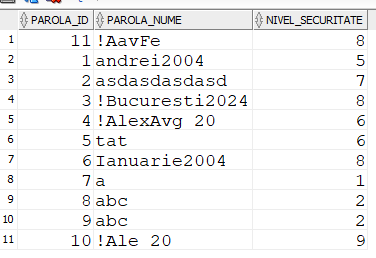 PAROLA_ID PAROLA_NUME NIVEL_SECURITATE
1 11 !AavFe 8
2 1 andrei2004 5
3 2 asdasdasdasd 7
4 3 !Bucuresti2024 8
5 4 !AlexAvg 20 6
6 5 tat 6
7 6 Ianuarie2004 8
8 7 a 1
9 8 abc 2
10 9 abc 2
11 10 !Ale 20 9